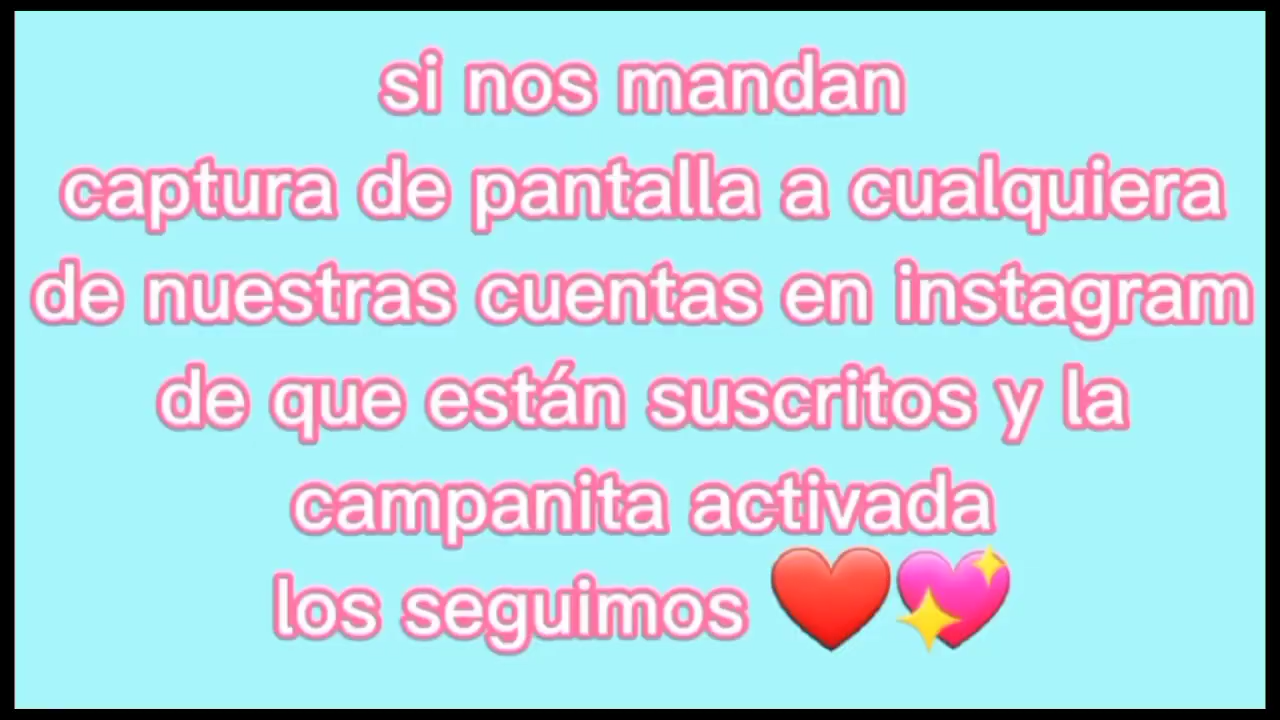 si nos mandan
captura de pantalla a cualquiera
de nuestras cuentas en instagram
de que están suscritos y la
campanita activada
los seguimos ❤️💖